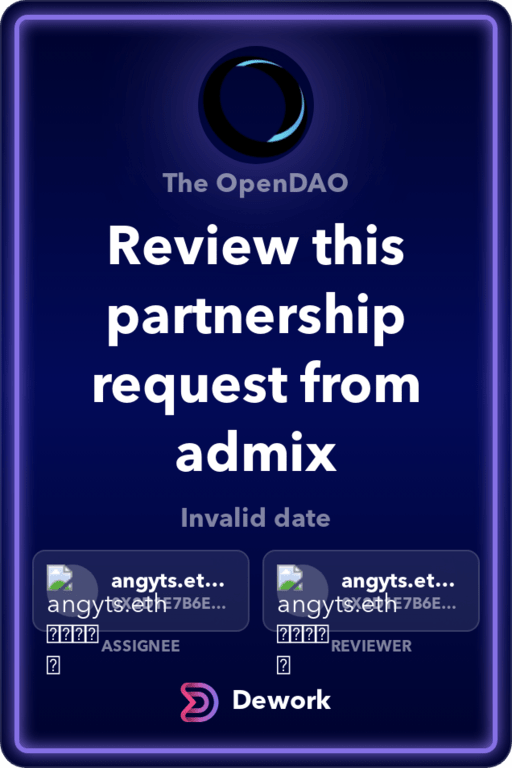 The OpenDAO
Review this
partnership
request from
admix
Invalid date
angyts.et...
angyts.et...
angyts.eth
angyts.eth
ASSIGNEE
REVIEWER
Dework